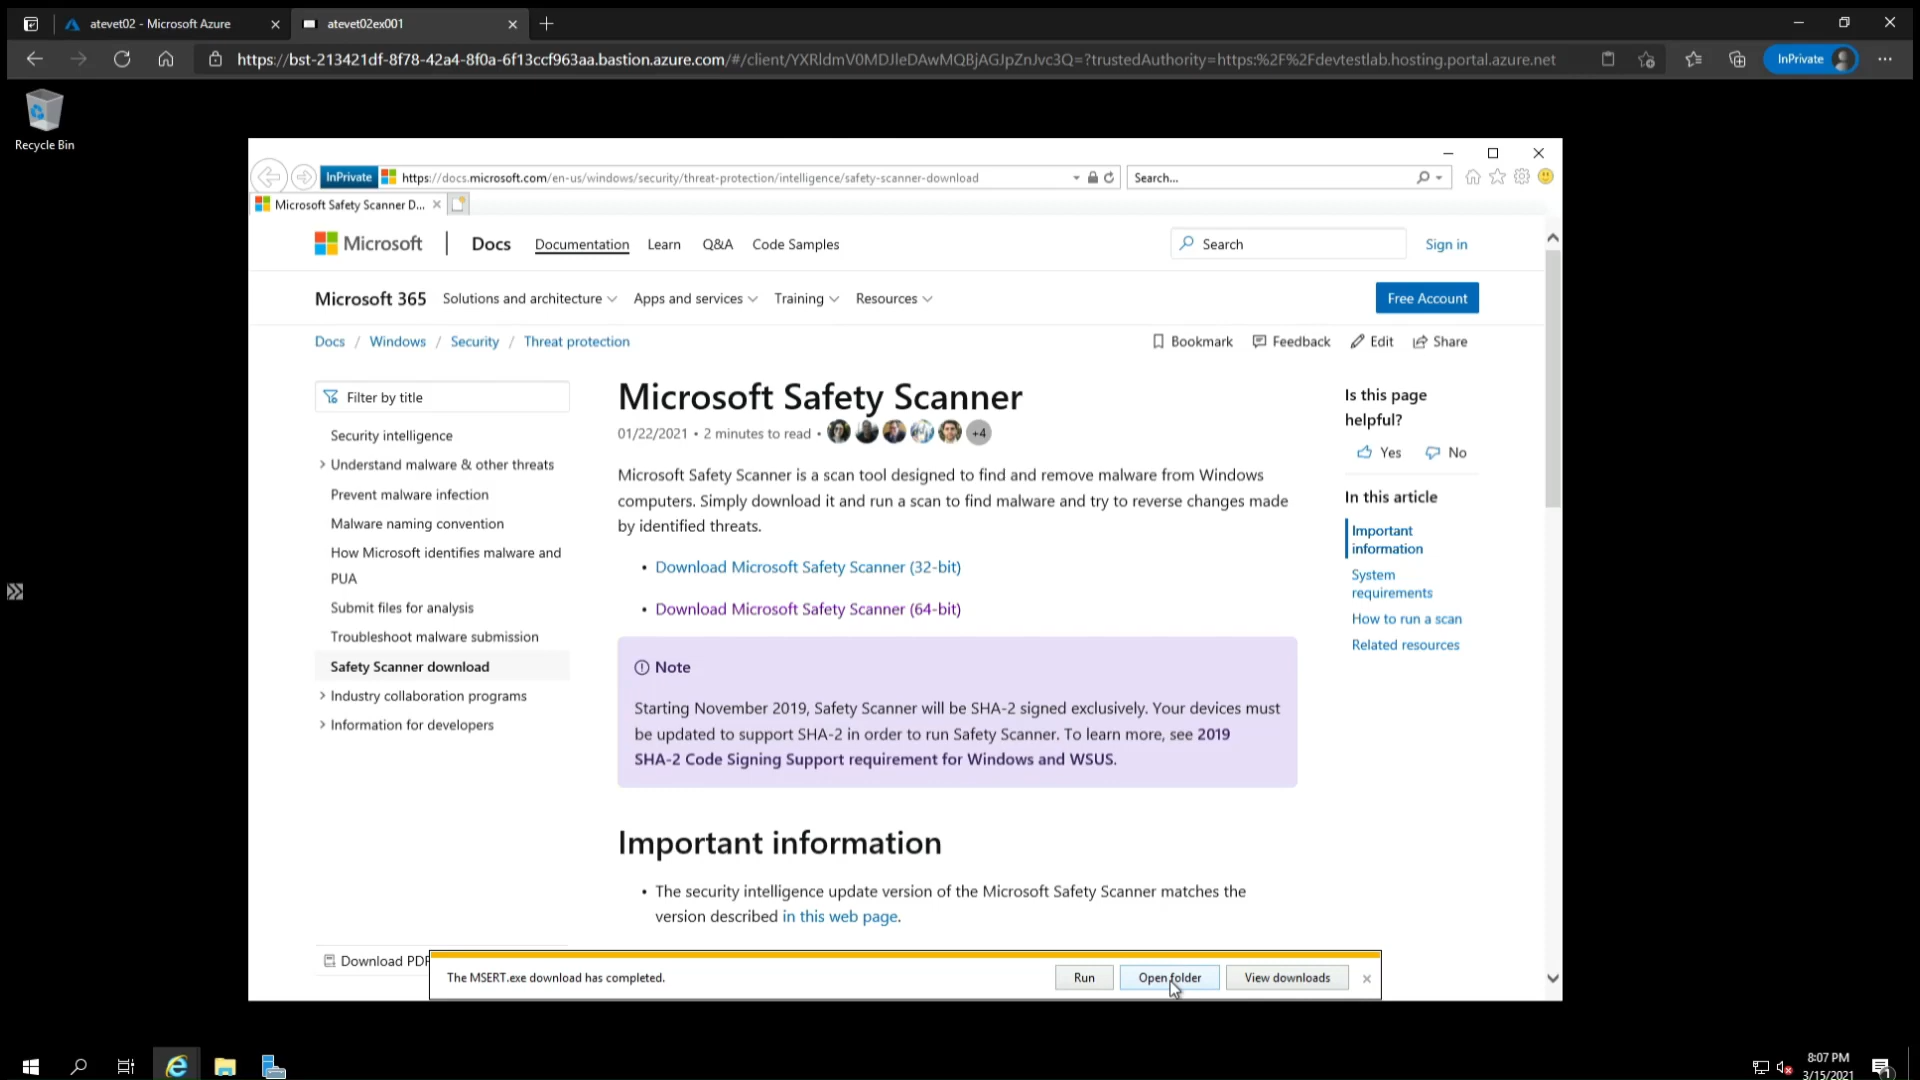 atevet02 - Microsoft Azure
atevet02ex001
https://bst-213421df-8f78-42a4-8f0a-6f13ccf963aa.bastion.azure.com/#/client/YXRldmV0MDJleDAwMQBjAGJpZnJvc3Q=?trustedAuthority=https:%2F%2Fdevtestlab.hosting.portal.azure.net
InPrivate
Recycle Bin
InPrivate
https://docs.microsoft.com/en-us/windows/security/threat-protection/intelligence/safety-scanner-download
Search...
Microsoft Safety Scanner D...
Microsoft
Docs
Documentation
Learn
Q&A
Code Samples
Search
Sign in
Microsoft 365
Solutions and architecture
Apps and services
Training
Resources
Free Account
Docs / Windows / Security / Threat protection
Bookmark
Feedback
Edit
Share
Filter by title
Security intelligence
Understand malware & other threats
Prevent malware infection
Malware naming convention
How Microsoft identifies malware and
PUA
Submit files for analysis
Troubleshoot malware submission
Safety Scanner download
Industry collaboration programs
Information for developers
Download PDF
Microsoft Safety Scanner
01/22/2021 • 2 minutes to read •
+4
Microsoft Safety Scanner is a scan tool designed to find and remove malware from Windows
computers. Simply download it and run a scan to find malware and try to reverse changes made
by identified threats.
• Download Microsoft Safety Scanner (32-bit)
• Download Microsoft Safety Scanner (64-bit)
Note
Starting November 2019, Safety Scanner will be SHA-2 signed exclusively. Your devices must
be updated to support SHA-2 in order to run Safety Scanner. To learn more, see 2019
SHA-2 Code Signing Support requirement for Windows and WSUS.
Important information
• The security intelligence update version of the Microsoft Safety Scanner matches the
version described in this web page.
Is this page
helpful?
Yes
No
In this article
Important
information
System
requirements
How to run a scan
Related resources
The MSERT.exe download has completed.
Run
Open folder
View downloads
8:07 PM
3/15/2021
1